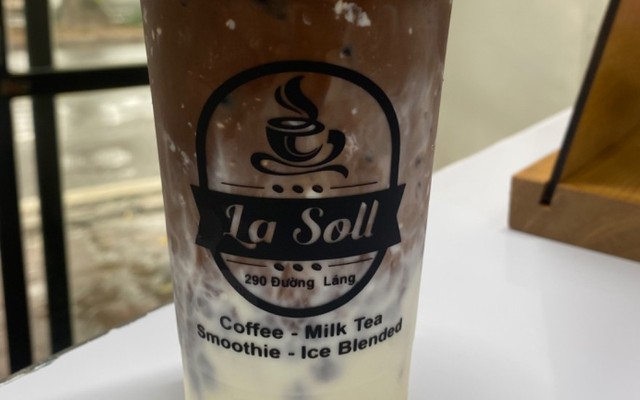 La Soll
290 Đường Láng
Coffee - Milk Tea
Smoothie - Ice Blended